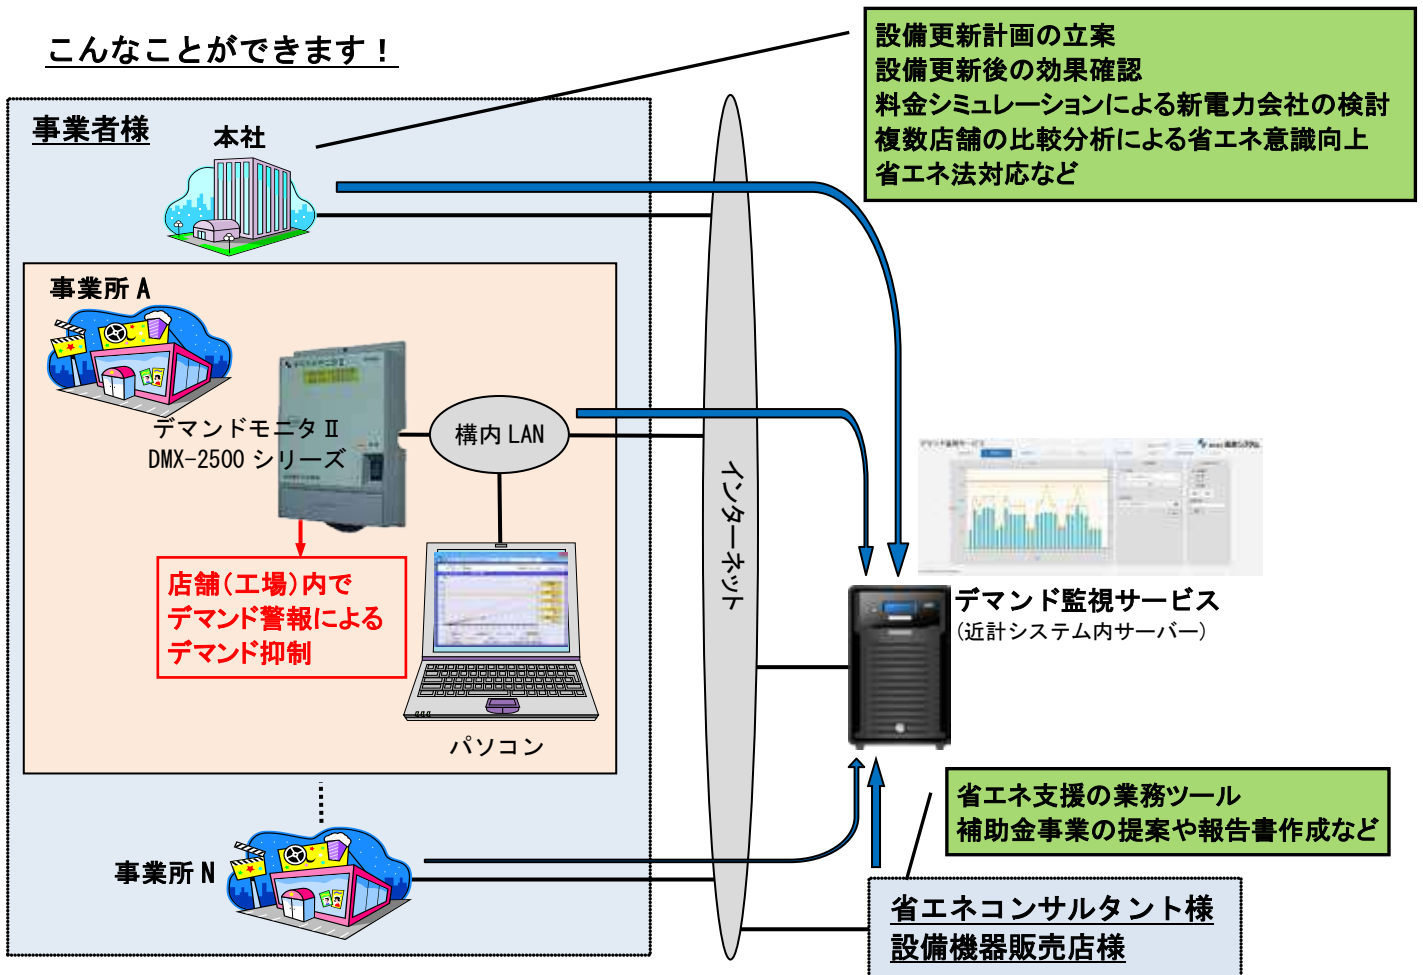 こんなことができます！
設備更新計画の立案
設備更新後の効果確認
料金シミュレーションによる新電力会社の検討
複数店舗の比較分析による省エネ意識向上
省エネ法対応など
事業者様
本社
事業所 A
デマンドモニタⅡ
DMX-2500 シリーズ
構内 LAN
インターネット
店舗(工場)内で
デマンド警報による
デマンド抑制
パソコン
デマンド監視サービス
デマンド監視サービス
(近計システム内サーバー)
事業所 N
省エネ支援の業務ツール
補助金事業の提案や報告書作成など
省エネコンサルタント様
設備機器販売店様